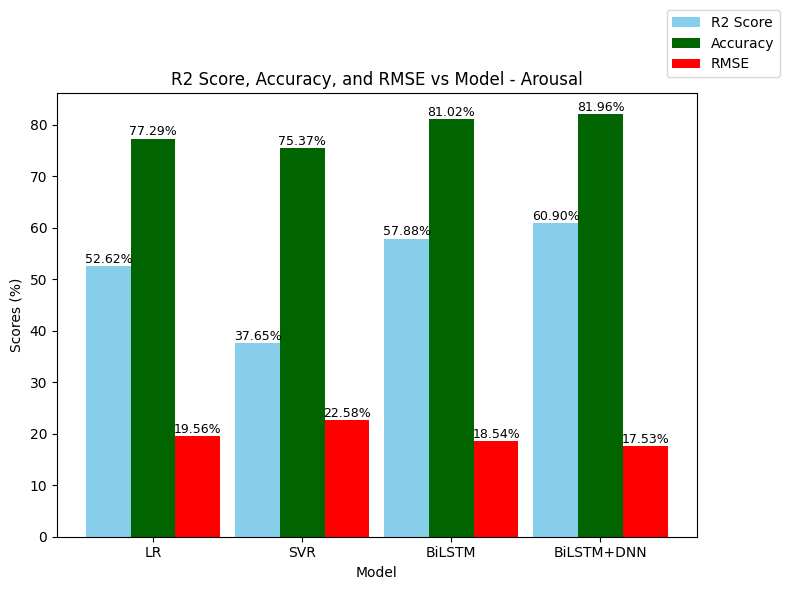 R2 Score
Accuracy
RMSE
R2 Score, Accuracy, and RMSE vs Model - Arousal
Scores (%)
80
70
60
50
40
30
20
10
0
52.62%
77.29%
19.56%
37.65%
75.37%
22.58%
57.88%
81.02%
18.54%
60.90%
81.96%
17.53%
LR
SVR
BiLSTM
BiLSTM+DNN
Model